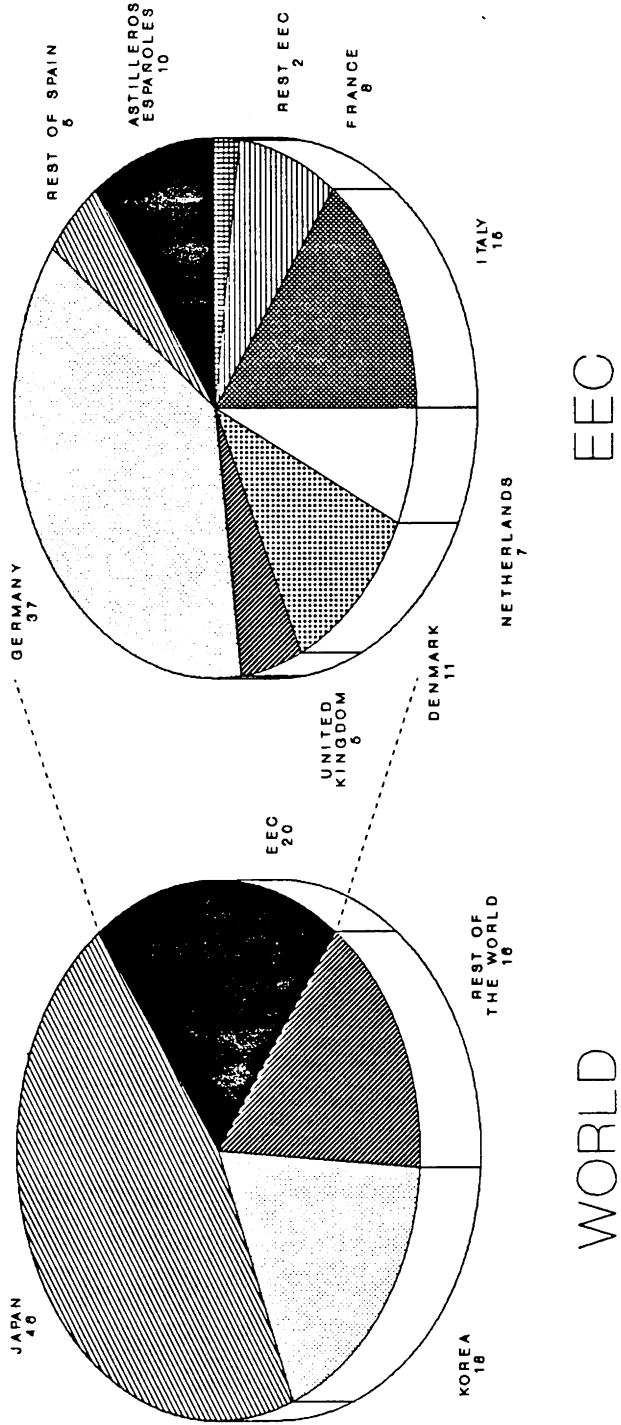 JAPAN
46
EEC
20
REST OF
THE WORLD
16
KOREA
18
WORLD
GERMANY
37
REST OF SPAIN
5
ASTILLEROS
ESPAÑOLES
10
REST EEC
2
FRANCE
8
ITALY
15
NETHERLANDS
7
DENMARK
11
UNITED
KINGDOM
5
EEC